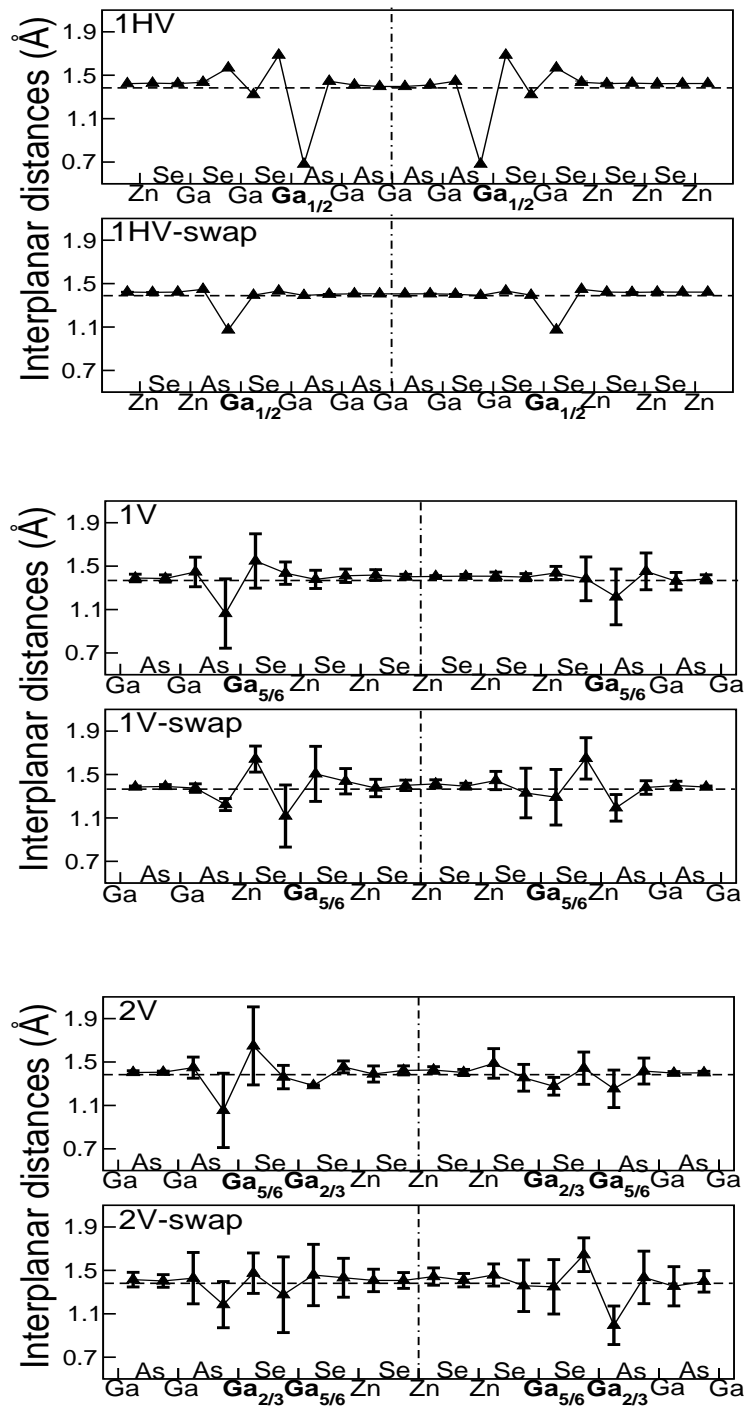 Interplanar distances (Å)
1HV
1.9
1.5
1.1
0.7
Se Se Se As As As As Se Se Se Se
Zn Ga Ga Ga1/2 Ga Ga Ga Ga1/2 Ga Zn Zn Zn
1HV-swap
1.9
1.5
1.1
0.7
Se As Se As As As Se Se Se Se Se
Zn Zn Ga1/2 Ga Ga Ga Ga Ga Ga1/2 Zn Zn Zn
Interplanar distances (Å)
1V
1.9
1.5
1.1
0.7
As As Se Se Se Se Se Se As As
Ga Ga Ga5/6 Zn Zn Zn Zn Zn Ga5/6 Ga Ga
1V-swap
1.9
1.5
1.1
0.7
As As Se Se Se Se Se Se As As
Ga Ga Zn Ga5/6 Zn Zn Zn Ga5/6 Zn Ga Ga
Interplanar distances (Å)
2V
1.9
1.5
1.1
0.7
As As Se Se Se Se Se Se As As
Ga Ga Ga5/6 Ga2/3 Zn Zn Zn Ga2/3 Ga5/6 Ga Ga
2V-swap
1.9
1.5
1.1
0.7
As As Se Se Se Se Se Se As As
Ga Ga Ga2/3 Ga5/6 Zn Zn Zn Ga5/6 Ga2/3 Ga Ga